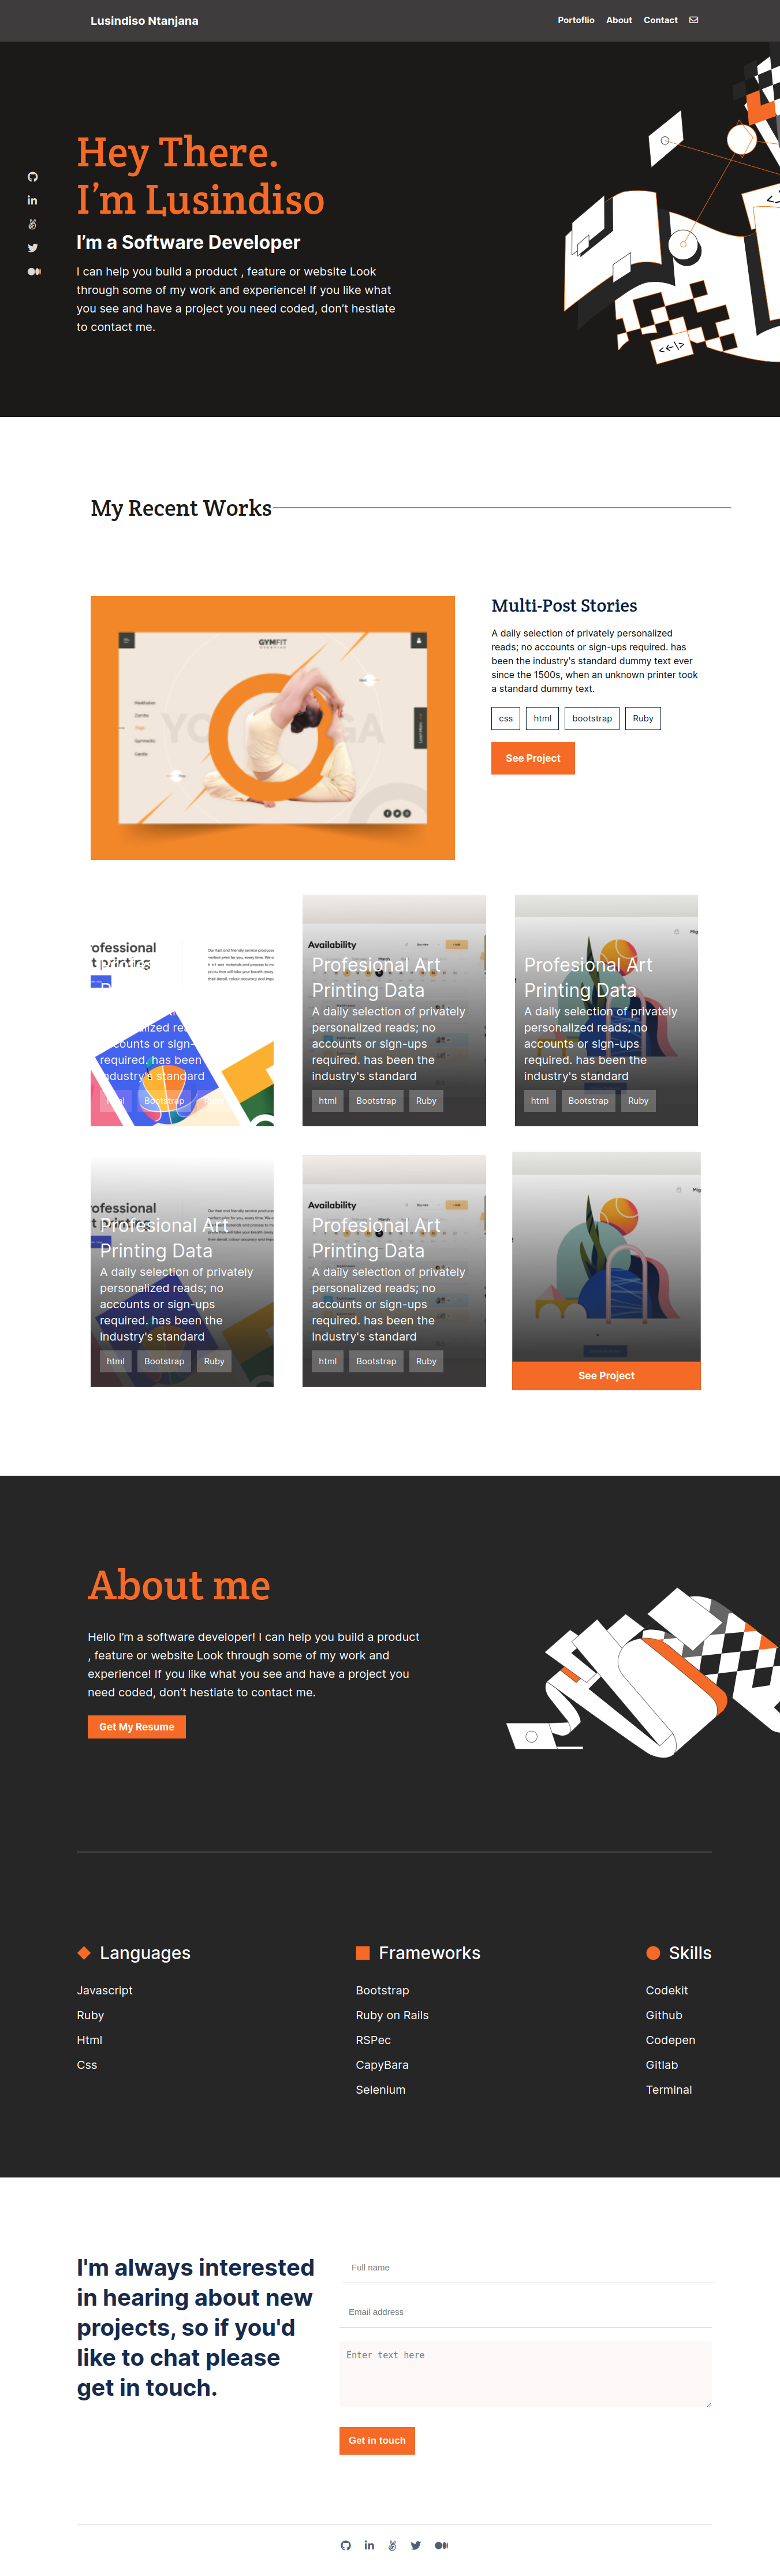 Lusindiso Ntanjana
Portoflio About Contact
Hey There.
I'm Lusindiso
I'm a Software Developer
I can help you build a product , feature or website Look
through some of my work and experience! If you like what
you see and have a project you need coded, don't hestiate
to contact me.
<←|>
My Recent Works
GYMFIT
Meditation
Zumba
Yoga
Gymnastic
Cardio
Multi-Post Stories
A daily selection of privately personalized
reads; no accounts or sign-ups required. has
been the industry's standard dummy text ever
since the 1500s, when an unknown printer took
a standard dummy text.
css html bootstrap Ruby
See Project
rofessional
Our fast and friendly service produces
accounts or sign-
required. has been
industry's standard
html Bootstrap
Availability
Profesional Art
Printing Data
A daily selection of privately
personalized reads; no
accounts or sign-ups
required. has been the
industry's standard
html Bootstrap Ruby
Profesional Art
Printing Data
A daily selection of privately
personalized reads; no
accounts or sign-ups
required. has been the
industry's standard
html Bootstrap Ruby
ofessional
Profesional Art
Printing Data
A daily selection of privately
personalized reads; no
accounts or sign-ups
required. has been the
industry's standard
html Bootstrap Ruby
Availability
Profesional Art
Printing Data
A daily selection of privately
personalized reads; no
accounts or sign-ups
required. has been the
industry's standard
html Bootstrap Ruby
See Project
About me
Hello I'm a software developer! I can help you build a product
, feature or website Look through some of my work and
experience! If you like what you see and have a project you
need coded, don't hestiate to contact me.
Get My Resume
Languages
Javascript
Ruby
Html
Css
Frameworks
Bootstrap
Ruby on Rails
RSPec
CapyBara
Selenium
Skills
Codekit
Github
Codepen
Gitlab
Terminal
I'm always interested
in hearing about new
projects, so if you'd
like to chat please
get in touch.
Full name
Email address
Enter text here
Get in touch